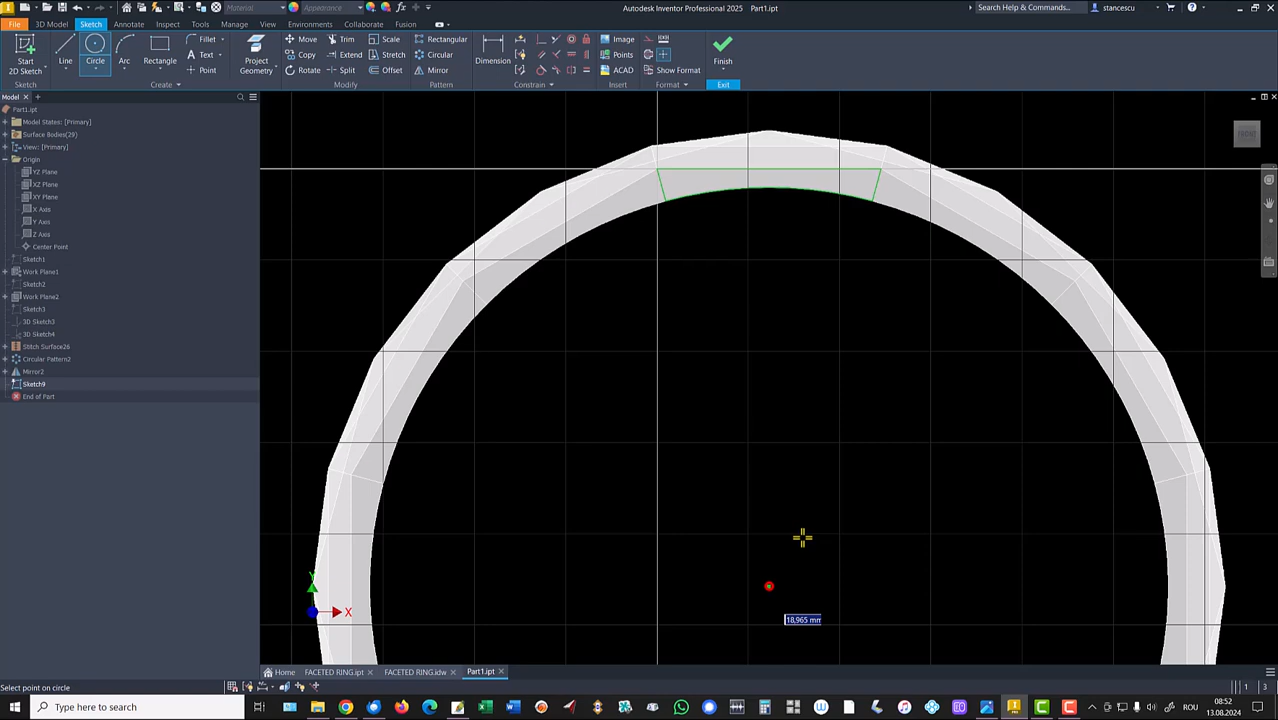 Material
Appearance
Autodesk Inventor Professional 2025 Part1.ipt
Search Help & Commands...
stancescu
File
3D Model
Sketch
Annotate
Inspect
Tools
Manage
View
Environments
Collaborate
Fusion
Start
2D Sketch
Line
Circle
Arc
Rectangle
Fillet
Text
Point
Project
Geometry
Move
Trim
Scale
Copy
Extend
Stretch
Rotate
Split
Offset
Rectangular
Circular
Mirror
Dimension
Image
Points
ACAD
Show Format
Finish
Sketch
Create
Modify
Pattern
Constrain
Insert
Format
Exit
Model
Part1.ipt
Model States: [Primary]
Surface Bodies(29)
View: [Primary]
Origin
YZ Plane
XZ Plane
XY Plane
X Axis
Y Axis
Z Axis
Center Point
Sketch1
Work Plane1
Sketch2
Work Plane2
Sketch3
3D Sketch3
3D Sketch4
Stitch Surface26
Circular Pattern2
Mirror2
Sketch9
End of Part
FRONT
Y
X
18,965 mm
Home
FACETED RING.ipt
FACETED RING.idw
Part1.ipt
Select point on circle
1
3
Type here to search
ROU
08:52
13.08.2024